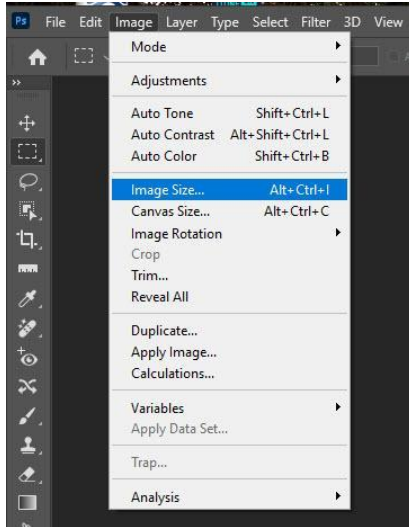 Ps File Edit Image Layer Type Select Filter 3D View
Mode
Adjustments
Auto Tone Shift+Ctrl+L
Auto Contrast Alt+Shift+Ctrl+L
Auto Color Shift+Ctrl+B
Image Size... Alt+Ctrl+I
Canvas Size... Alt+Ctrl+C
Image Rotation
Crop
Trim...
Reveal All
Duplicate...
Apply Image...
Calculations...
Variables
Apply Data Set...
Trap...
Analysis